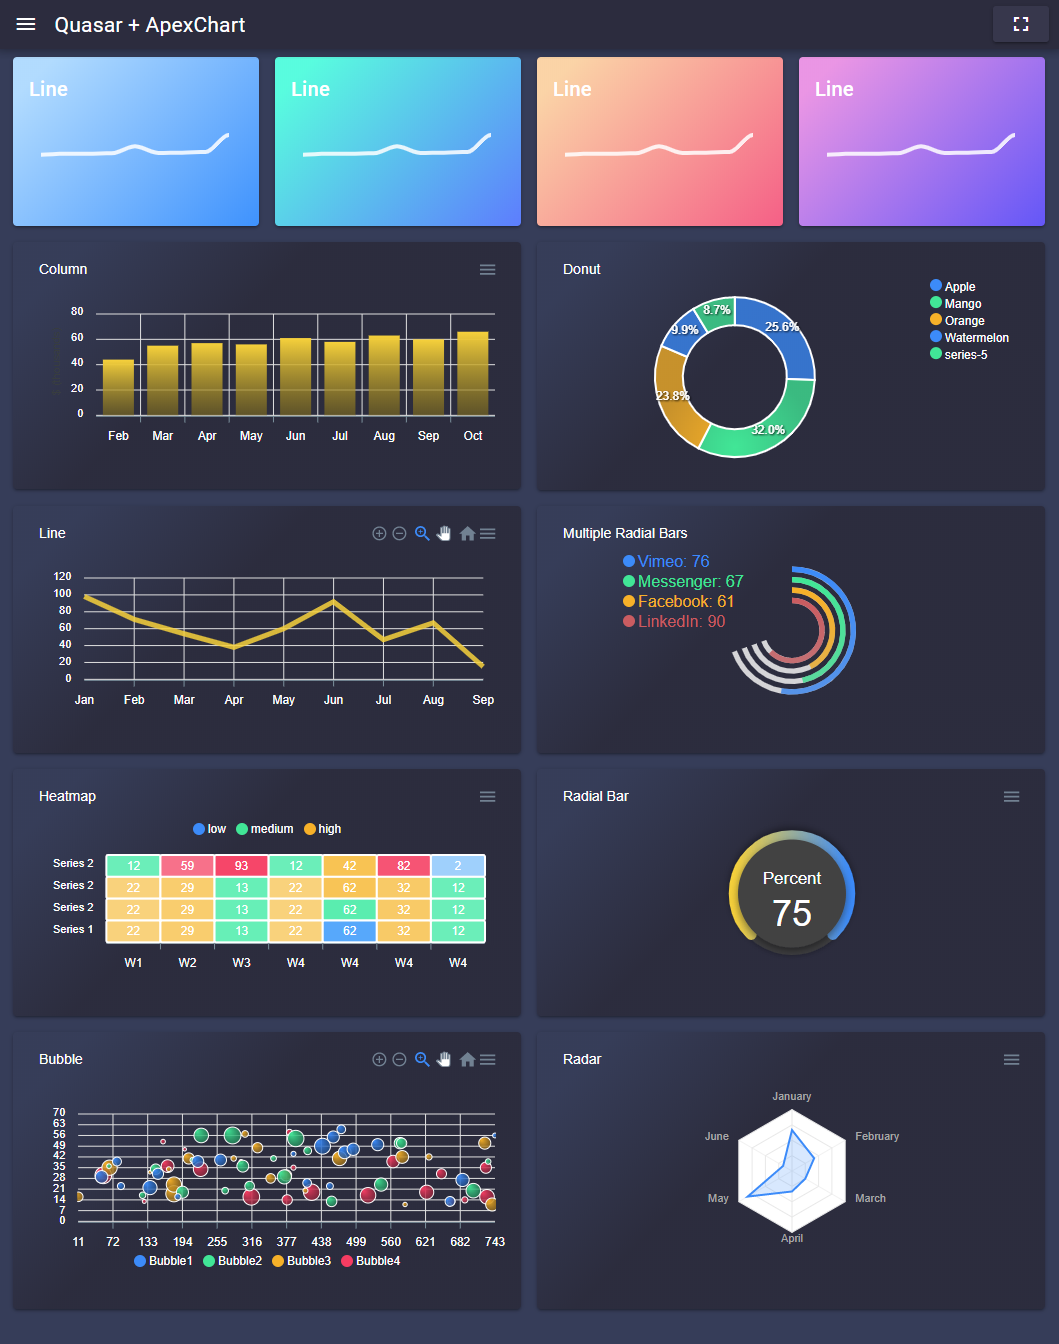 Quasar + ApexChart
Line
Line
Line
Line
Column
80
60
40
20
0
Feb Mar Apr May Jun Jul Aug Sep Oct
Donut
25.6%
32.0%
23.8%
9.9%
8.7%
Apple
Mango
Orange
Watermelon
series-5
Line
120
100
80
60
40
20
0
Jan Feb Mar Apr May Jun Jul Aug Sep
Multiple Radial Bars
Vimeo: 76
Messenger: 67
Facebook: 61
LinkedIn: 90
Heatmap
low medium high
Series 2 12 59 93 12 42 82 2
Series 2 22 29 13 22 62 32 12
Series 2 22 29 13 22 62 32 12
Series 1 22 29 13 22 62 32 12
W1 W2 W3 W4 W4 W4 W4
Radial Bar
Percent
75
Bubble
70
63
56
49
42
35
28
21
14
7
0
11 72 133 194 255 316 377 438 499 560 621 682 743
Bubble1 Bubble2 Bubble3 Bubble4
Radar
January
February
March
April
May
June